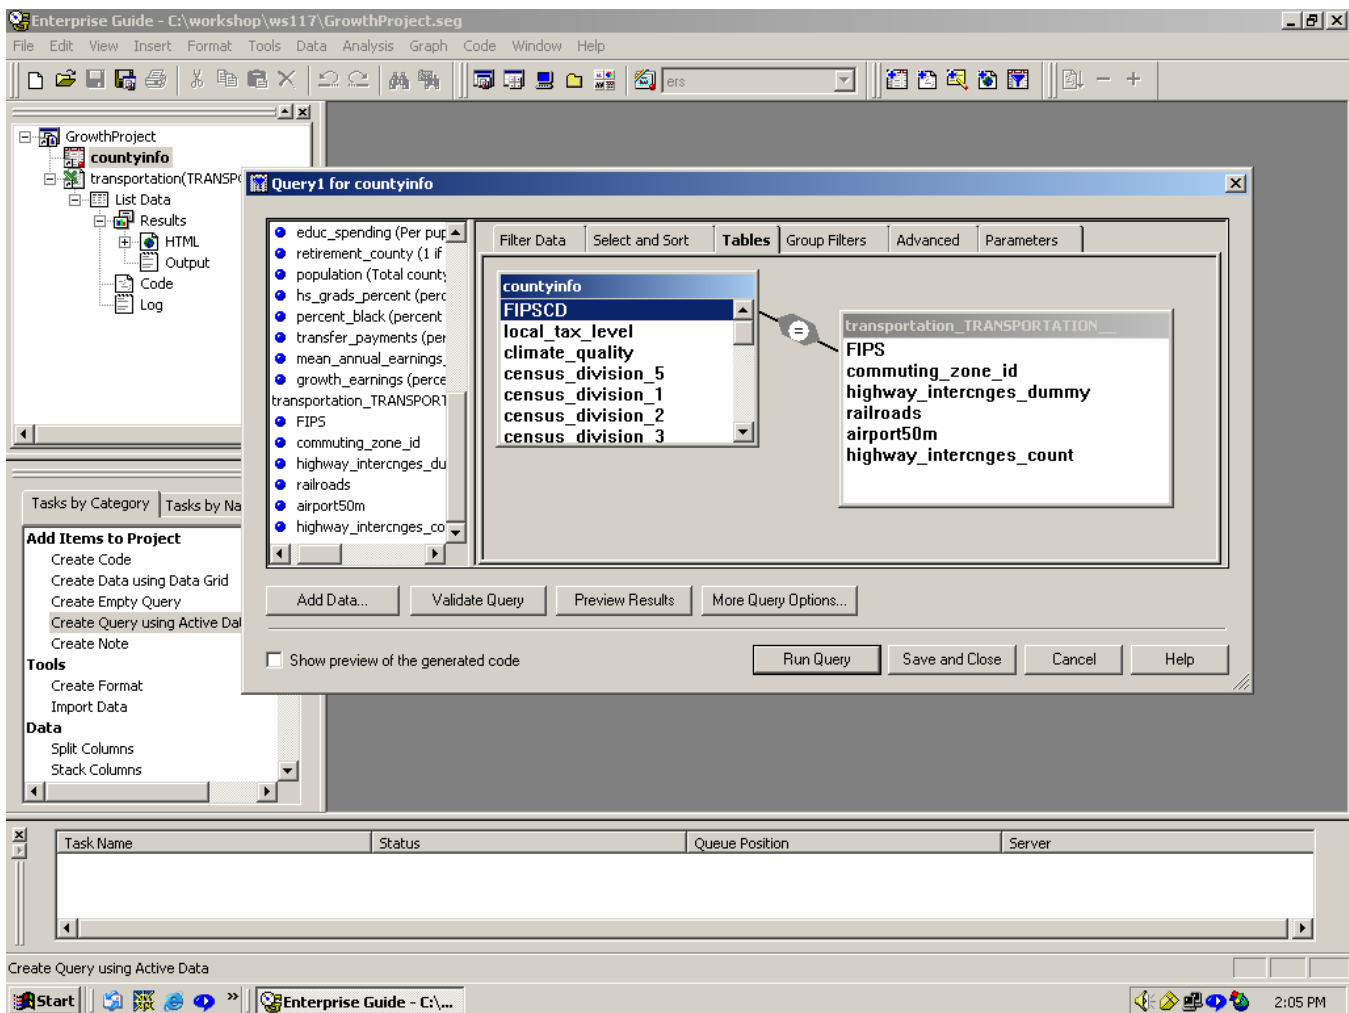 Enterprise Guide - C:\workshop\ws117\GrowthProject.seg
File Edit View Insert Format Tools Data Analysis Graph Code Window Help
ers
GrowthProject
countyinfo
transportation(TRANSP
List Data
Results
HTML
Output
Code
Log
Query1 for countyinfo
educ_spending (Per pup
retirement_county (1 if
population (Total county
hs_grads_percent (perc
percent_black (percent
transfer_payments (per
mean_annual_earnings_
growth_earnings (perce
transportation_TRANSPORT
FIPS
commuting_zone_id
highway_intercnges_du
railroads
airport50m
highway_intercnges_co
Filter Data Select and Sort Tables Group Filters Advanced Parameters
countyinfo
FIPSCD
local_tax_level
climate_quality
census_division_5
census_division_1
census_division_2
census_division_3
=
transportation_TRANSPORTATION__
FIPS
commuting_zone_id
highway_intercnges_dummy
railroads
airport50m
highway_intercnges_count
Add Data... Validate Query Preview Results More Query Options...
Show preview of the generated code
Run Query Save and Close Cancel Help
Tasks by Category Tasks by Na
Add Items to Project
Create Code
Create Data using Data Grid
Create Empty Query
Create Query using Active Dat
Create Note
Tools
Create Format
Import Data
Data
Split Columns
Stack Columns
Task Name Status Queue Position Server
Create Query using Active Data
Start » Enterprise Guide - C:\... 2:05 PM